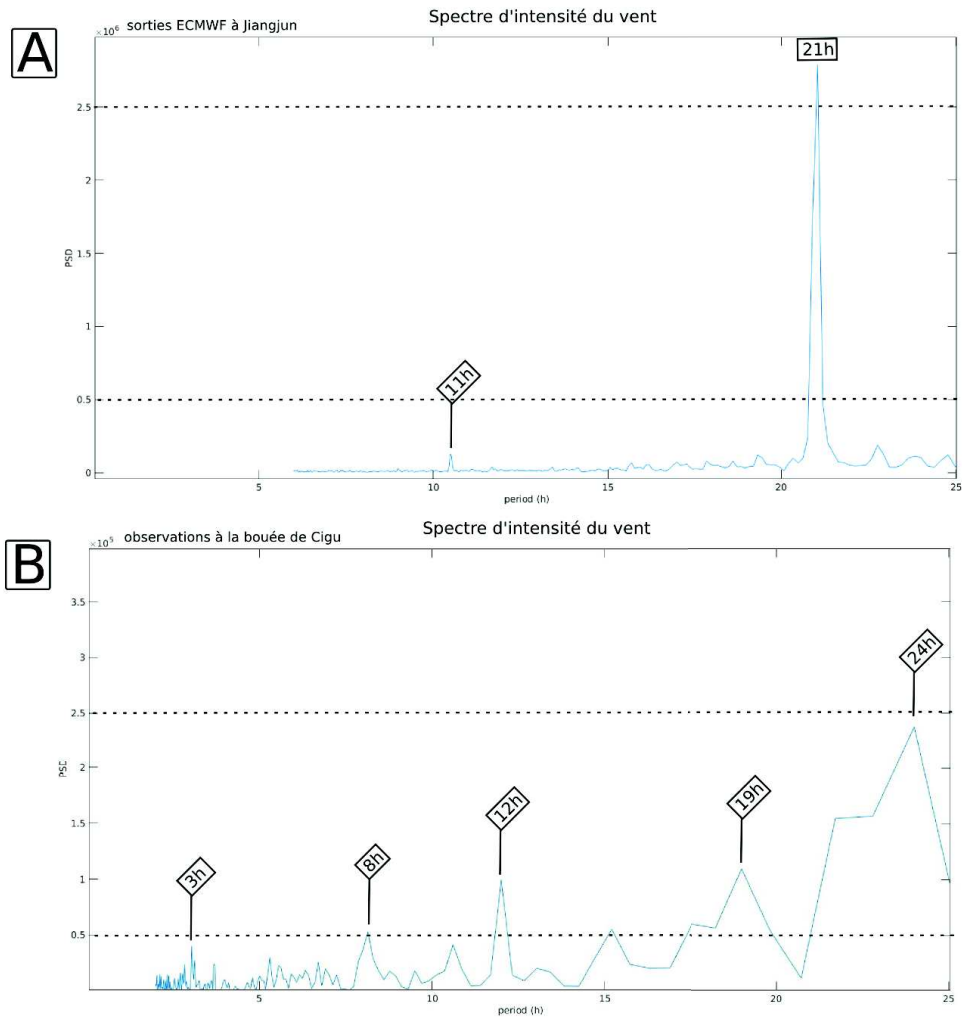 A
×10⁶
sorties ECMWF à Jiangjun
Spectre d'intensité du vent
21h
2.5
2
1.5
PSD
1
11h
0.5
0
5
10
15
20
25
period (h)
B
×10⁵
observations à la bouée de Cigu
Spectre d'intensité du vent
3.5
24h
3
2.5
2
PSD
19h
12h
1.5
8h
3h
1
0.5
5
10
15
20
25
period (h)